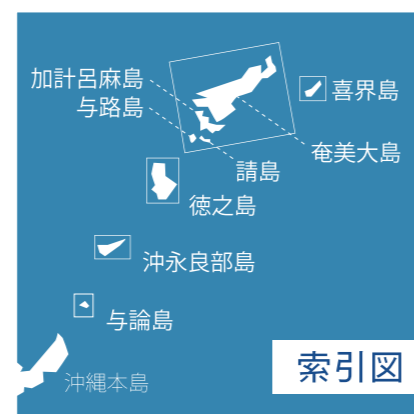 加計呂麻島
与路島
喜界島
奄美大島
請島
徳之島
沖永良部島
与論島
沖縄本島
索引図